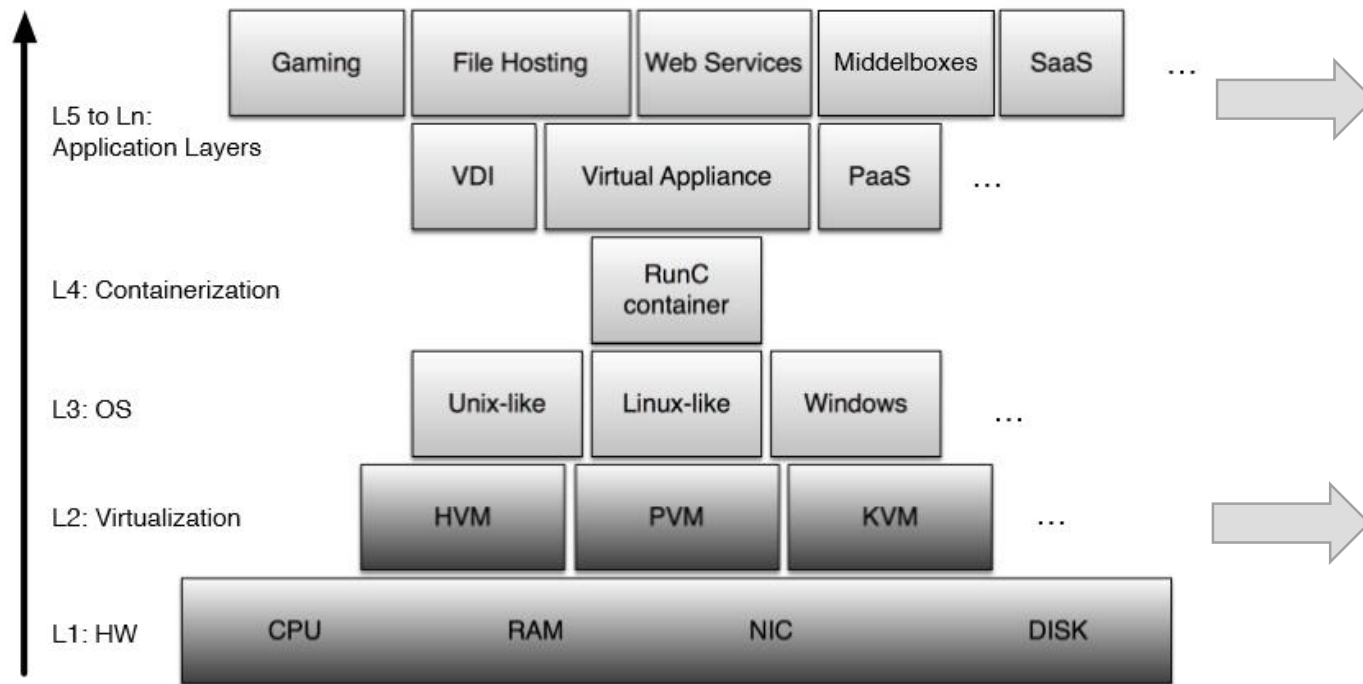 Gaming File Hosting Web Services Middelboxes SaaS ...
L5 to Ln:
Application Layers
VDI Virtual Appliance PaaS ...
L4: Containerization
RunC
container
L3: OS
Unix-like Linux-like Windows ...
L2: Virtualization
HVM PVM KVM ...
L1: HW
CPU RAM NIC DISK